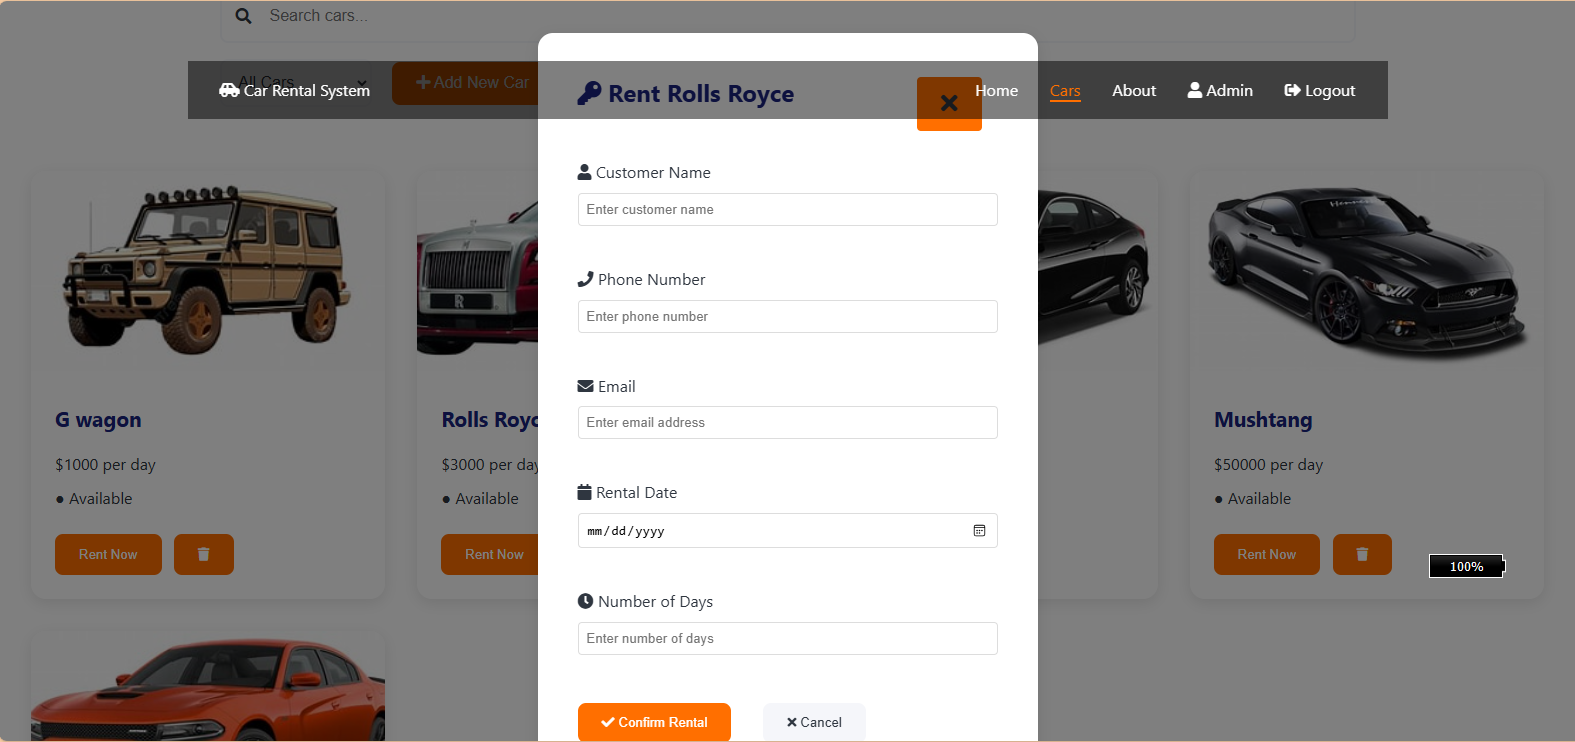 Search cars...
All Cars
Add New Car
Car Rental System
Home
Cars
About
Admin
Logout
Rent Rolls Royce
Customer Name
Enter customer name
Phone Number
Enter phone number
Email
Enter email address
Rental Date
mm/dd/yyyy
Number of Days
Enter number of days
Confirm Rental
Cancel
G wagon
$1000 per day
● Available
Rent Now
Rolls Royc
$3000 per day
● Available
Rent Now
Mushtang
$50000 per day
● Available
Rent Now
100%